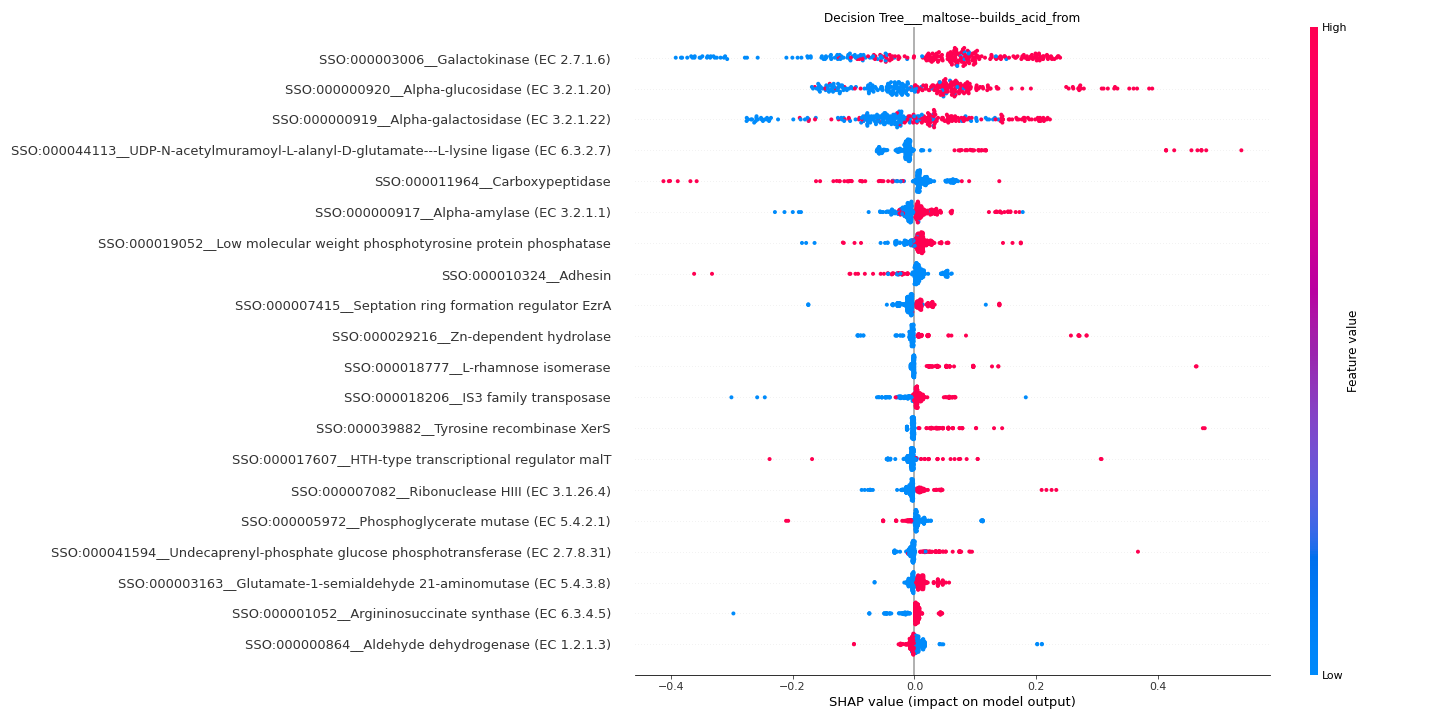 Decision Tree___maltose--builds_acid_from
High
SSO:000003006__Galactokinase (EC 2.7.1.6)
SSO:000000920__Alpha-glucosidase (EC 3.2.1.20)
SSO:000000919__Alpha-galactosidase (EC 3.2.1.22)
SSO:000044113__UDP-N-acetylmuramoyl-L-alanyl-D-glutamate---L-lysine ligase (EC 6.3.2.7)
SSO:000011964__Carboxypeptidase
SSO:000000917__Alpha-amylase (EC 3.2.1.1)
SSO:000019052__Low molecular weight phosphotyrosine protein phosphatase
SSO:000010324__Adhesin
SSO:000007415__Septation ring formation regulator EzrA
SSO:000029216__Zn-dependent hydrolase
SSO:000018777__L-rhamnose isomerase
SSO:000018206__IS3 family transposase
SSO:000039882__Tyrosine recombinase XerS
SSO:000017607__HTH-type transcriptional regulator malT
SSO:000007082__Ribonuclease HIII (EC 3.1.26.4)
SSO:000005972__Phosphoglycerate mutase (EC 5.4.2.1)
SSO:000041594__Undecaprenyl-phosphate glucose phosphotransferase (EC 2.7.8.31)
SSO:000003163__Glutamate-1-semialdehyde 21-aminomutase (EC 5.4.3.8)
SSO:000001052__Argininosuccinate synthase (EC 6.3.4.5)
SSO:000000864__Aldehyde dehydrogenase (EC 1.2.1.3)
Feature value
Low
−0.4 −0.2 0.0 0.2 0.4
SHAP value (impact on model output)